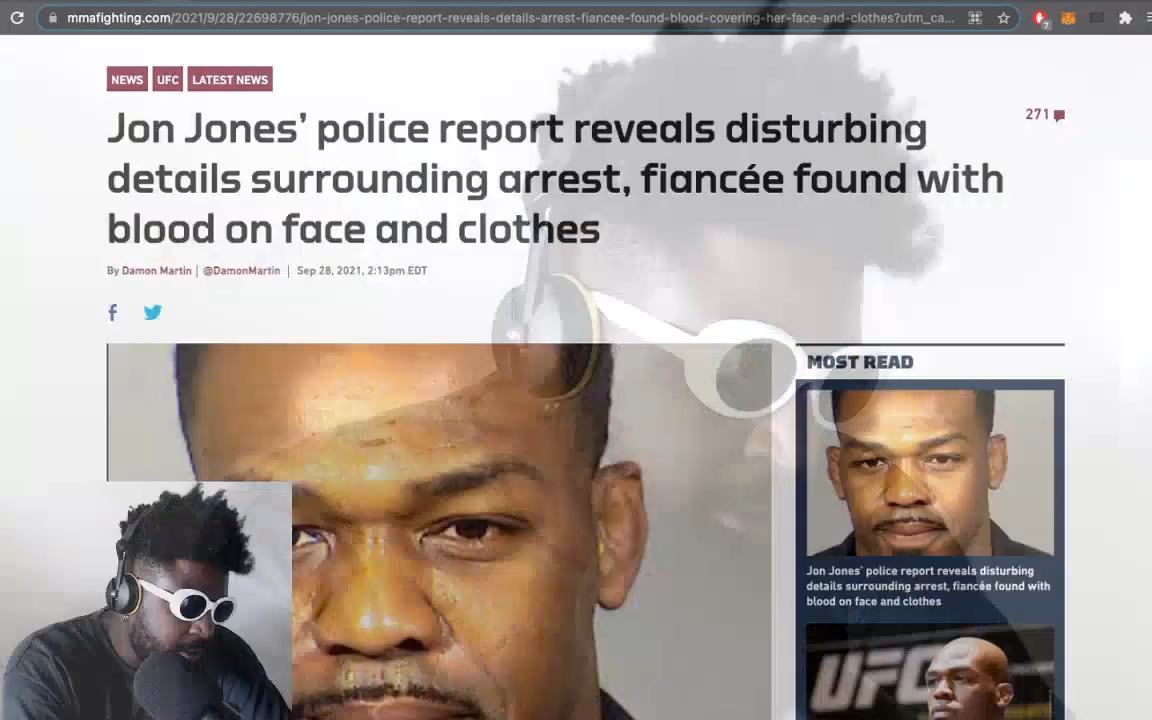 mmafighting.com/2021/9/28/22698776/jon-jones-police-report-reveals-details-arrest-fiancee-found-blood-covering-her-face-and-clothes?utm_ca...
7
NEWS UFC LATEST NEWS
Jon Jones’ police report reveals disturbing
details surrounding arrest, fiancée found with
blood on face and clothes
271
By Damon Martin | @DamonMartin | Sep 28, 2021, 2:13pm EDT
MOST READ
Jon Jones’ police report reveals disturbing
details surrounding arrest, fiancée found with
blood on face and clothes
UFC